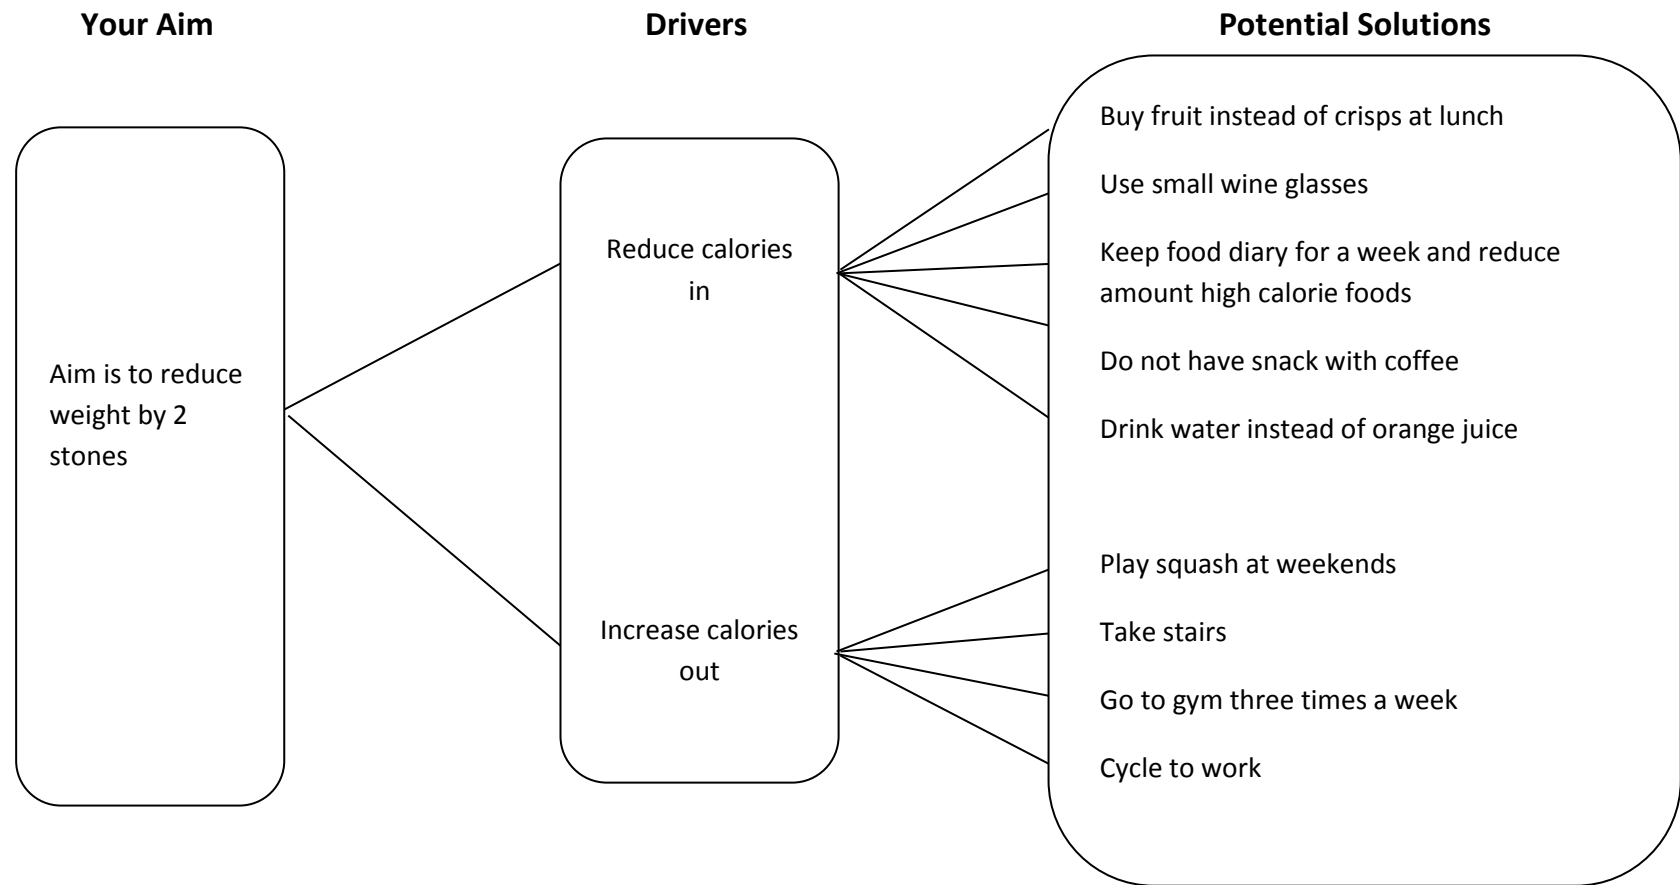 Your Aim
Drivers
Potential Solutions
Aim is to reduce
weight by 2
stones
Reduce calories
in
Increase calories
out
Buy fruit instead of crisps at lunch
Use small wine glasses
Keep food diary for a week and reduce
amount high calorie foods
Do not have snack with coffee
Drink water instead of orange juice
Play squash at weekends
Take stairs
Go to gym three times a week
Cycle to work